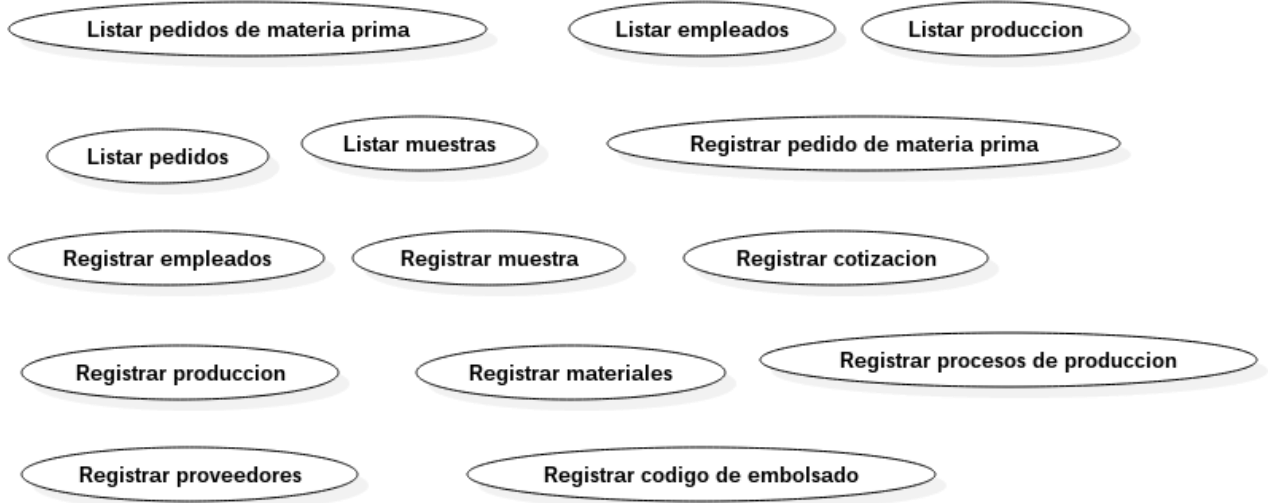 Listar pedidos de materia prima
Listar empleados
Listar produccion
Listar pedidos
Listar muestras
Registrar pedido de materia prima
Registrar empleados
Registrar muestra
Registrar cotizacion
Registrar produccion
Registrar materiales
Registrar procesos de produccion
Registrar proveedores
Registrar codigo de embolsado